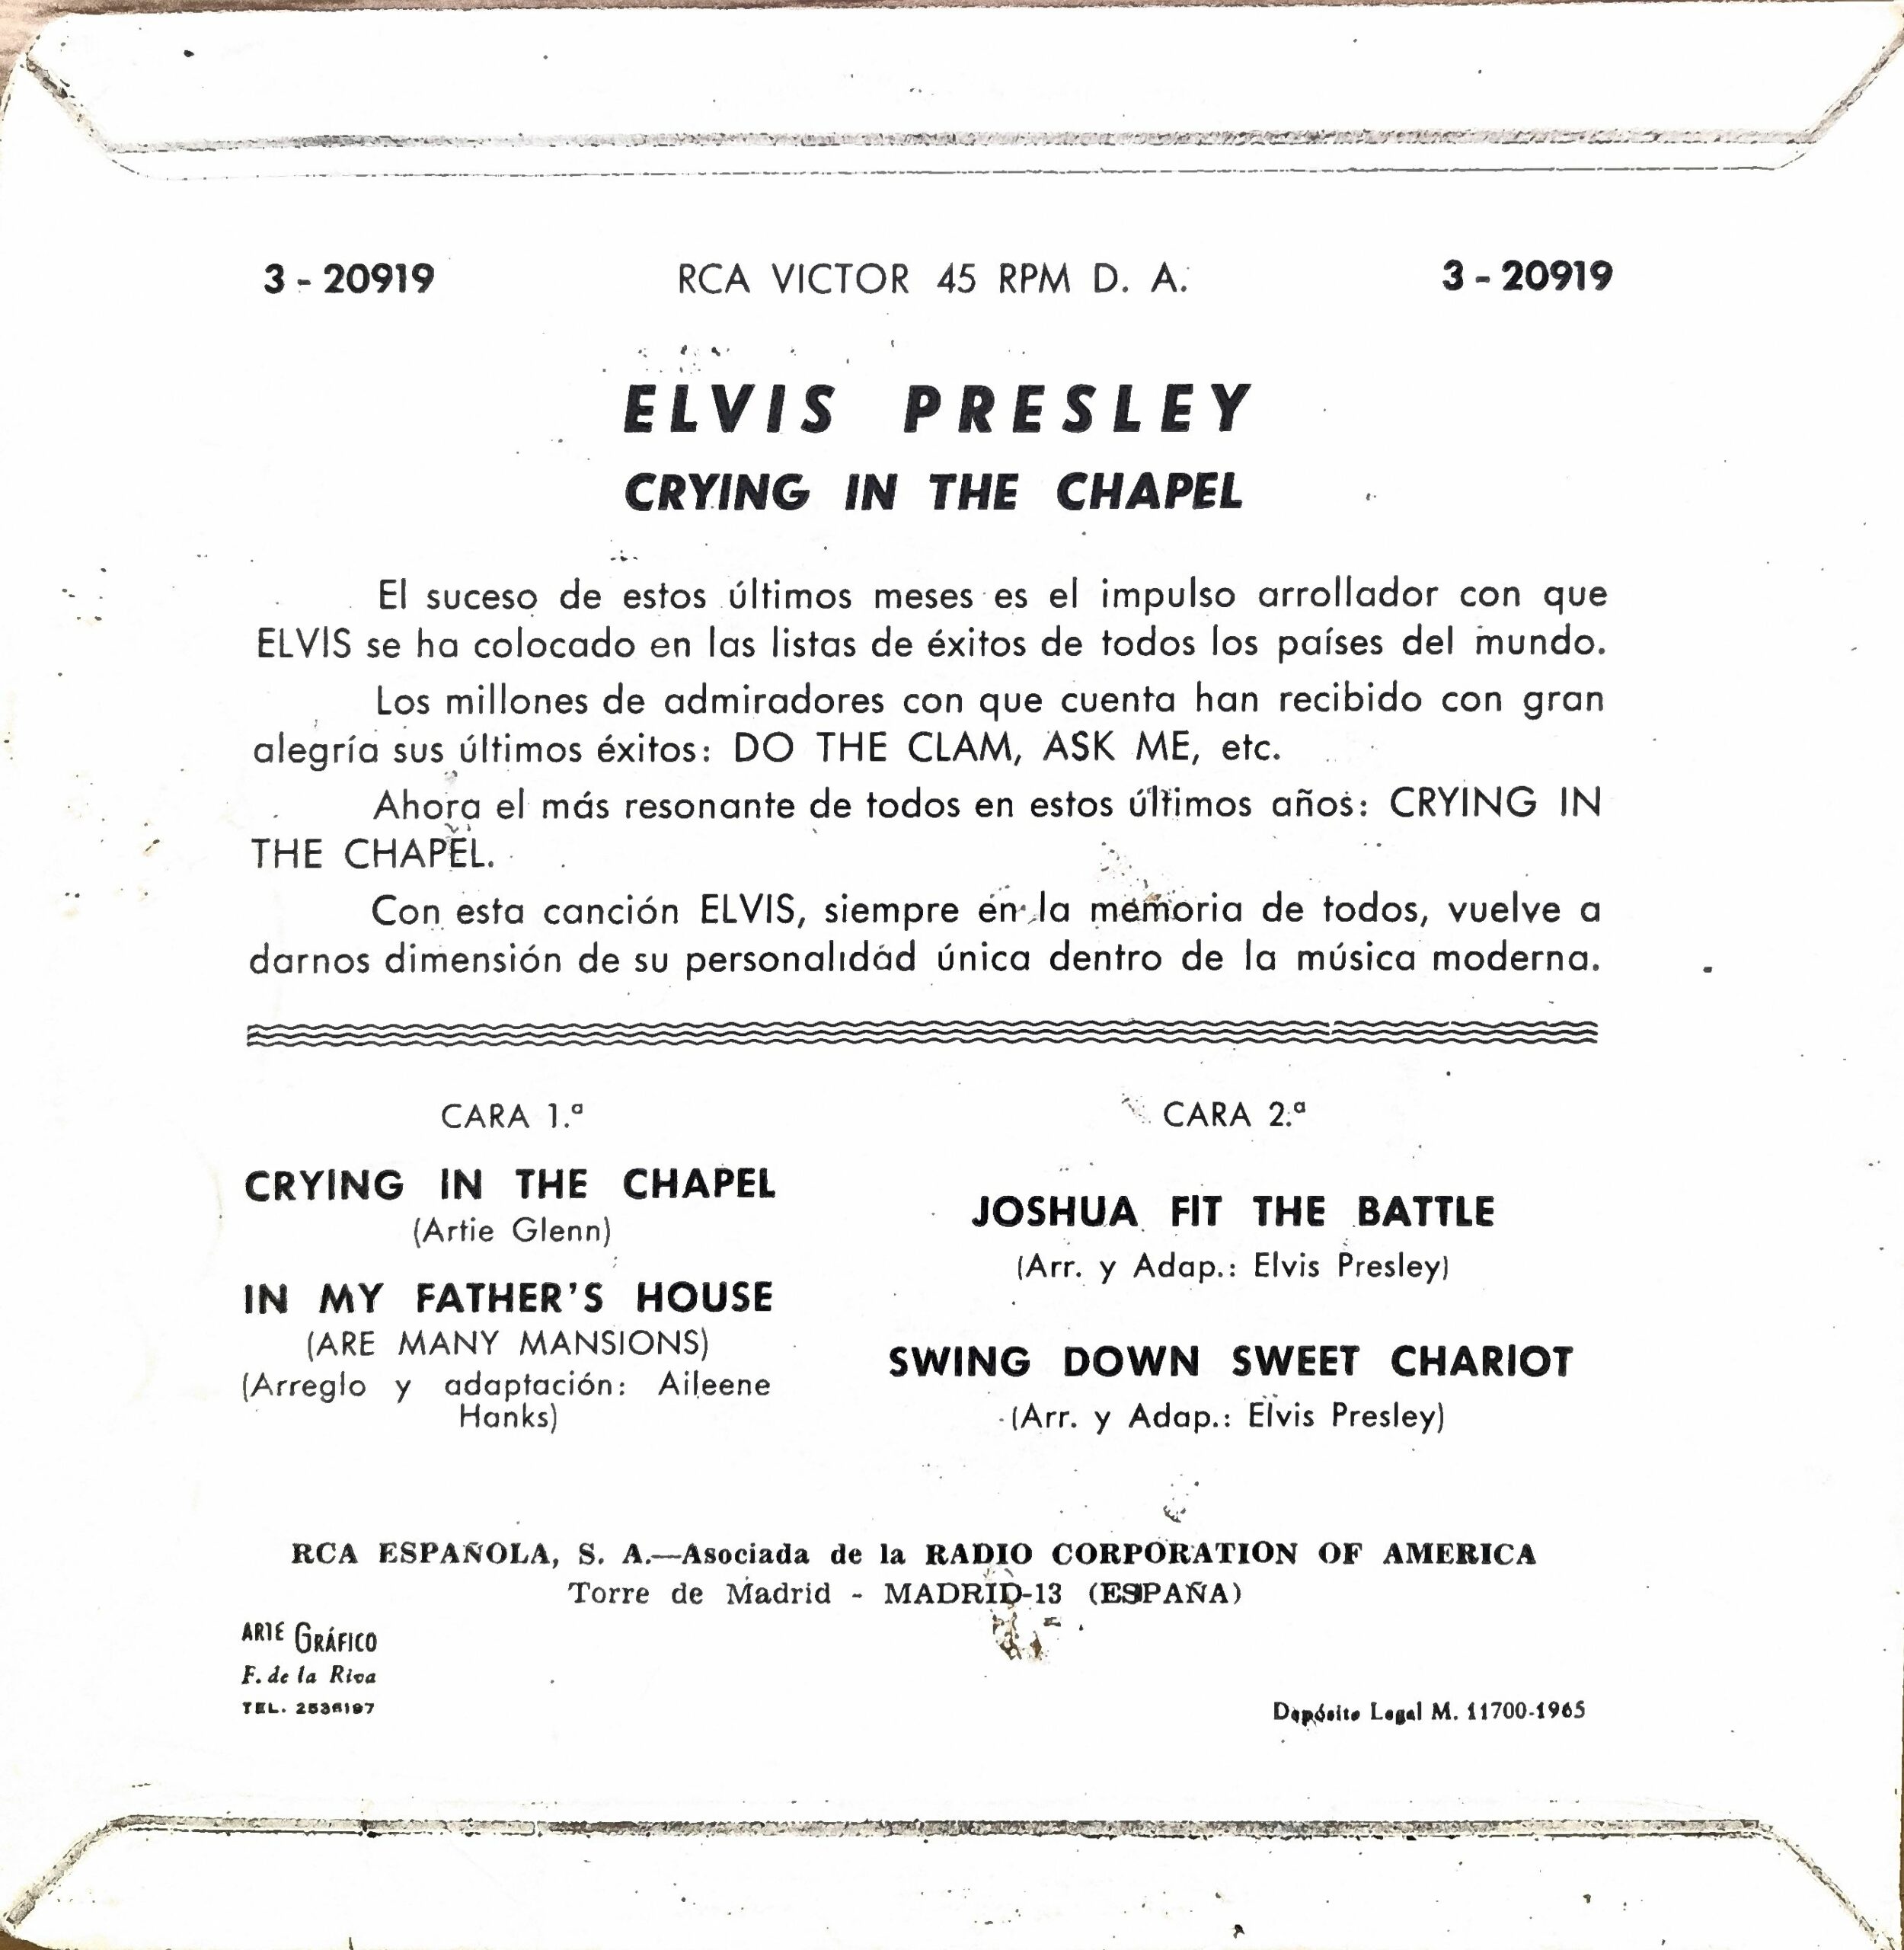 3 - 20919 RCA VICTOR 45 RPM D. A. 3 - 20919
ELVIS PRESLEY
CRYING IN THE CHAPEL
El suceso de estos últimos meses es el impulso arrollador con que
ELVIS se ha colocado en las listas de éxitos de todos los países del mundo.
Los millones de admiradores con que cuenta han recibido con gran
alegría sus últimos éxitos: DO THE CLAM, ASK ME, etc.
Ahora el más resonante de todos en estos últimos años: CRYING IN
THE CHAPEL.
Con esta canción ELVIS, siempre en la memoria de todos, vuelve a
darnos dimensión de su personalidad única dentro de la música moderna.
CARA 1.ª
CRYING IN THE CHAPEL
(Artie Glenn)
IN MY FATHER'S HOUSE
(ARE MANY MANSIONS)
(Arreglo y adaptación: Aileene
Hanks)
CARA 2.ª
JOSHUA FIT THE BATTLE
(Arr. y Adap.: Elvis Presley)
SWING DOWN SWEET CHARIOT
(Arr. y Adap.: Elvis Presley)
RCA ESPAÑOLA, S. A.—Asociada de la RADIO CORPORATION OF AMERICA
Torre de Madrid - MADRID-13 (ESPAÑA)
ARTE GRÁFICO
F. de la Riva
TEL. 2536197
Depósito Legal M. 11700-1965